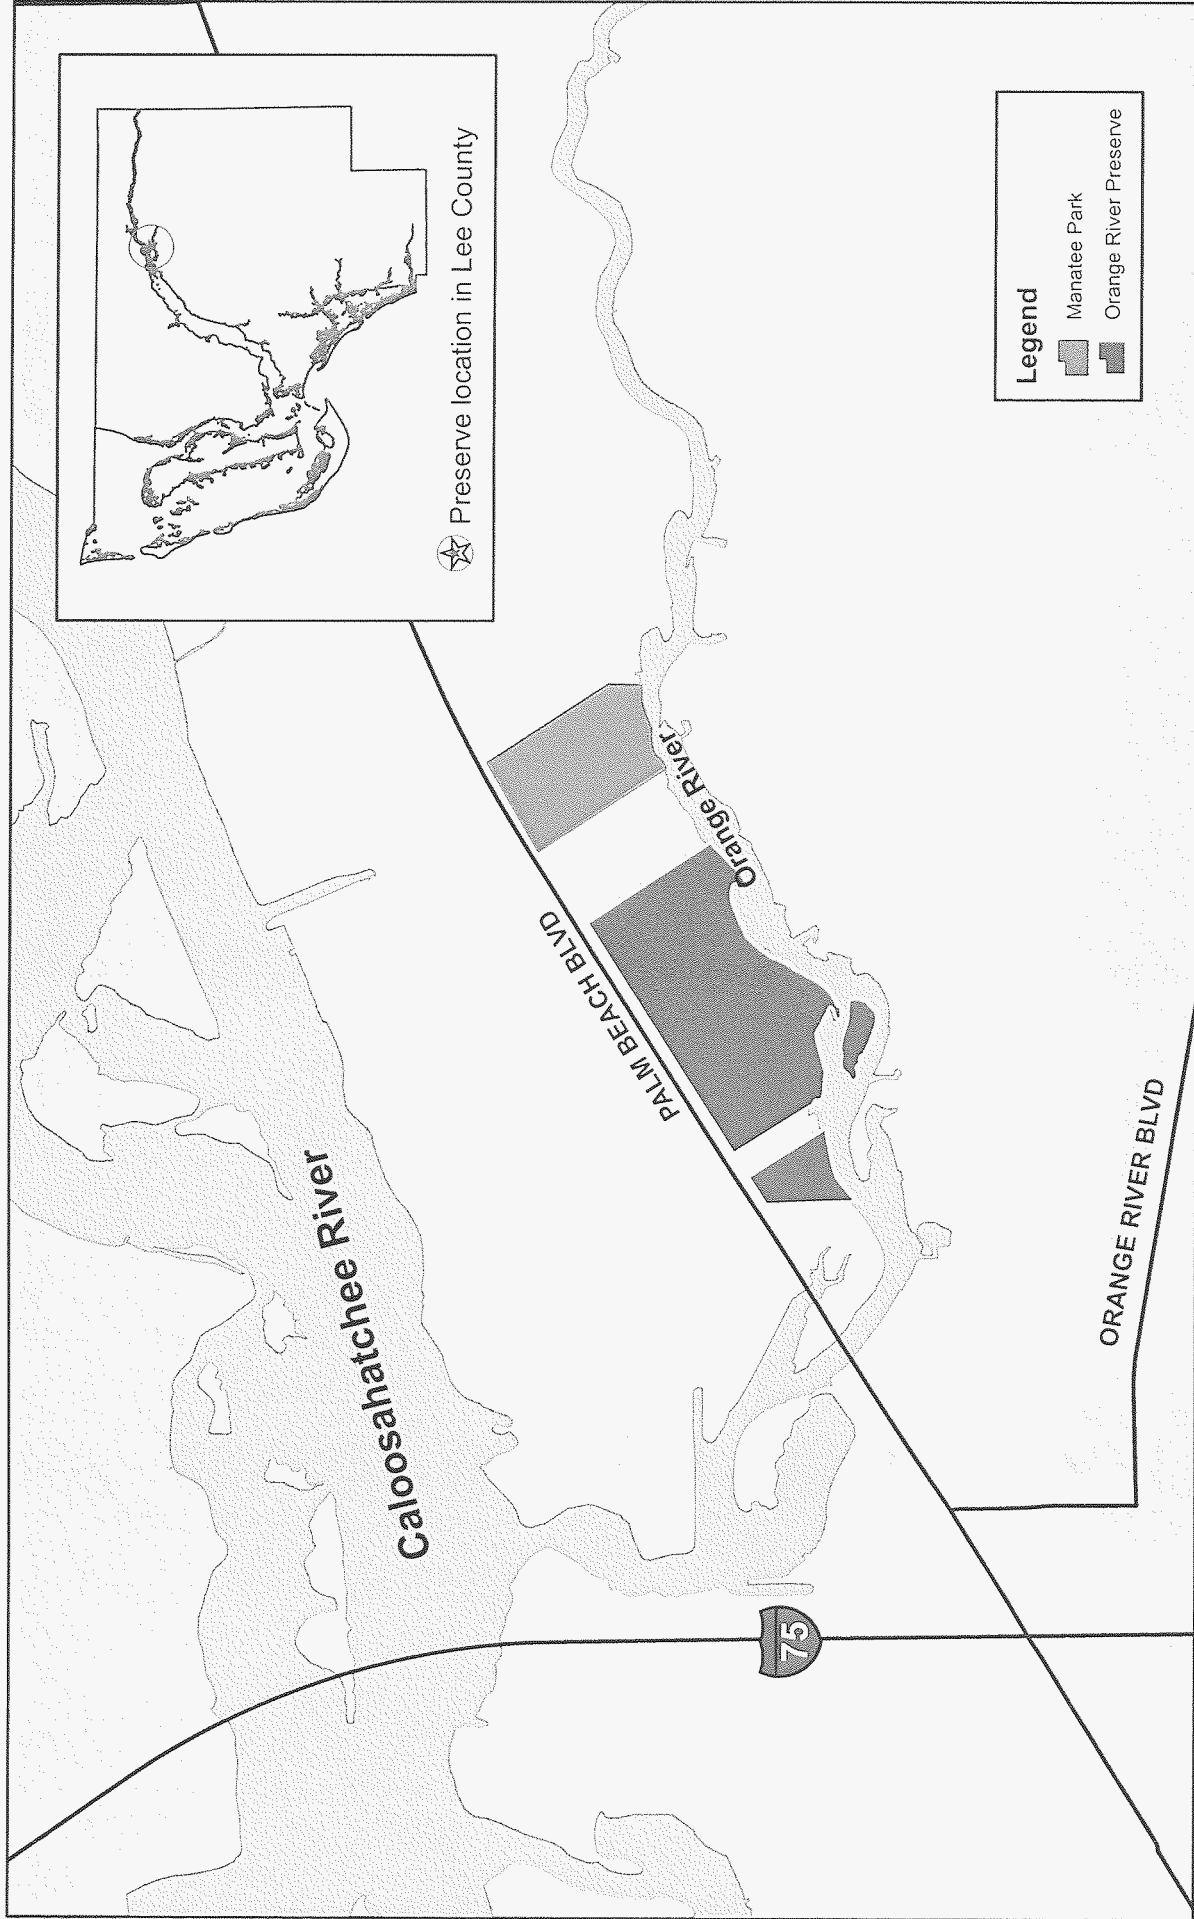 Preserve location in Lee County
Caloosahatchee River
PALM BEACH BLVD
Orange River
75
ORANGE RIVER BLVD
Legend
Manatee Park
Orange River Preserve